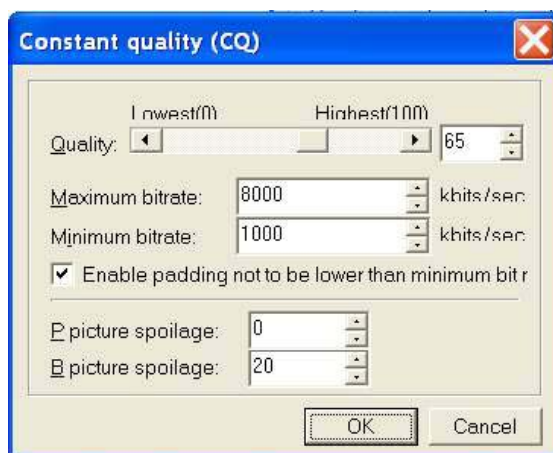 Constant quality (CQ)
Lowest(0) Highest(100)
Quality: 65
Maximum bitrate: 8000 kbits/sec
Minimum bitrate: 1000 kbits/sec
Enable padding not to be lower than minimum bit r
P picture spoilage: 0
B picture spoilage: 20
OK Cancel